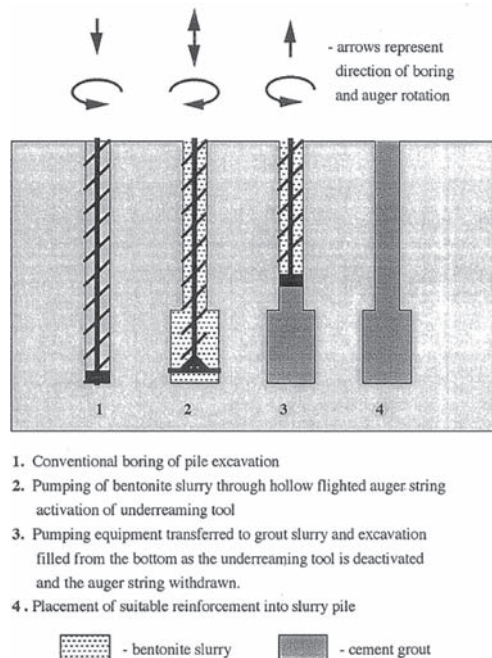 - arrows represent
direction of boring
and auger rotation
1 2 3 4
1. Conventional boring of pile excavation
2. Pumping of bentonite slurry through hollow flighted auger string
activation of underreaming tool
3. Pumping equipment transferred to grout slurry and excavation
filled from the bottom as the underreaming tool is deactivated
and the auger string withdrawn.
4. Placement of suitable reinforcement into slurry pile
- bentonite slurry - cement grout